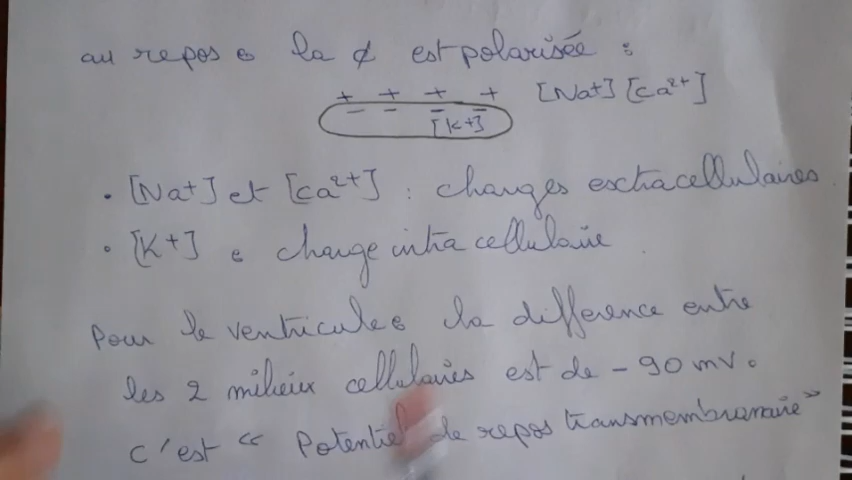 au repos la ¢ est polarisée :
+ + + + [Na+] [Ca2+]
− − − −
[K+]
• [Na+] et [Ca2+] : charges extracellulaires
• [K+] : charge intracellulaire
Pour le ventricule : la différence entre
les 2 milieux cellulaires est de − 90 mV.
C'est « Potentiel de repos transmembranaire »